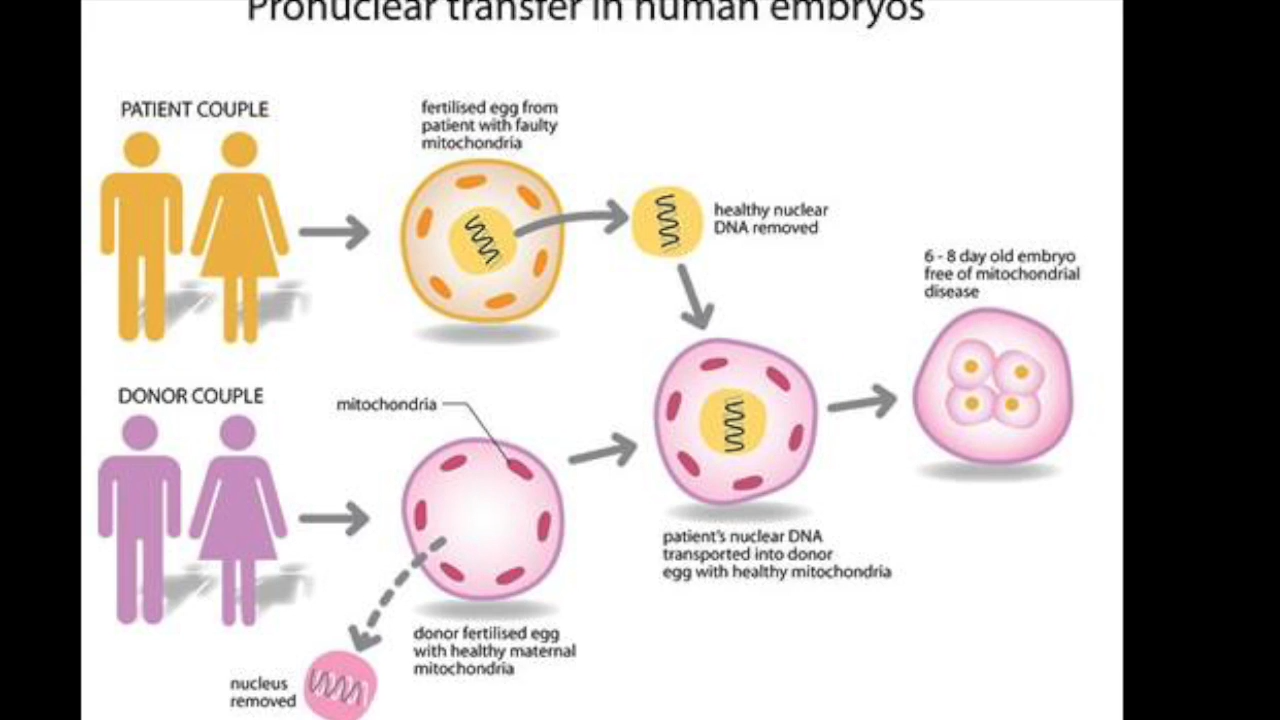 Pronuclear transfer in human embryos
PATIENT COUPLE
fertilised egg from
patient with faulty
mitochondria
healthy nuclear
DNA removed
6 - 8 day old embryo
free of mitochondrial
disease
DONOR COUPLE
mitochondria
patient's nuclear DNA
transported into donor
egg with healthy mitochondria
donor fertilised egg
with healthy maternal
mitochondria
nucleus
removed